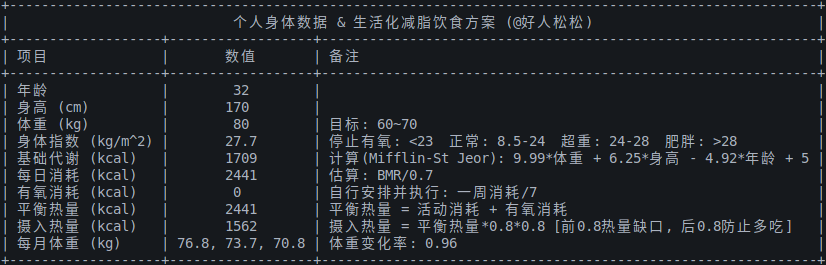 个人身体数据 & 生活化减脂饮食方案 (@好人松松)
项目 数值 备注
年龄 32
身高 (cm) 170
体重 (kg) 80 目标: 60~70
身体指数 (kg/m^2) 27.7 停止有氧: <23 正常: 8.5-24 超重: 24-28 肥胖: >28
基础代谢 (kcal) 1709 计算(Mifflin-St Jeor): 9.99*体重 + 6.25*身高 - 4.92*年龄 + 5
每日消耗 (kcal) 2441 估算: BMR/0.7
有氧消耗 (kcal) 0 自行安排并执行: 一周消耗/7
平衡热量 (kcal) 2441 平衡热量 = 活动消耗 + 有氧消耗
摄入热量 (kcal) 1562 摄入热量 = 平衡热量*0.8*0.8 [前0.8热量缺口, 后0.8防止多吃]
每月体重 (kg) 76.8, 73.7, 70.8 体重变化率: 0.96